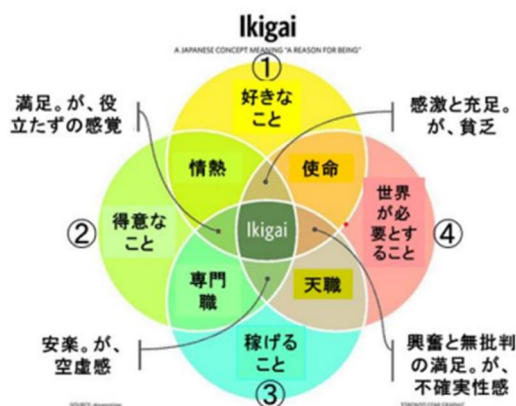 Ikigai
A JAPANESE CONCEPT MEANING "A REASON FOR BEING"
①
好きな
こと
満足。が、役
立たずの感覚
感激と充足。
が、貧乏
情熱
使命
②
得意な
こと
Ikigai
世界
が必
要とす
ること
④
専門
職
天職
安楽。が、
空虚感
稼げる
こと
③
興奮と無批判
の満足。が、
不確実性感
TORONTO STAR GRAPHIC